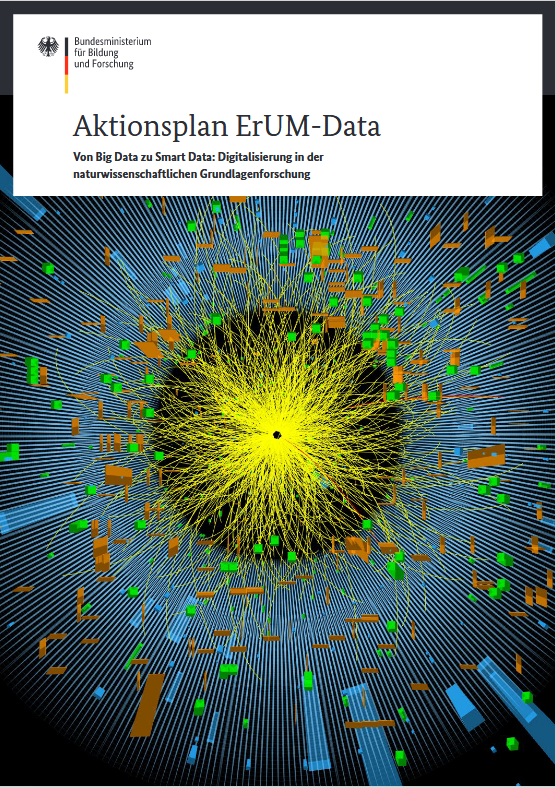 Bundesministerium
für Bildung
und Forschung
Aktionsplan ErUM-Data
Von Big Data zu Smart Data: Digitalisierung in der
naturwissenschaftlichen Grundlagenforschung